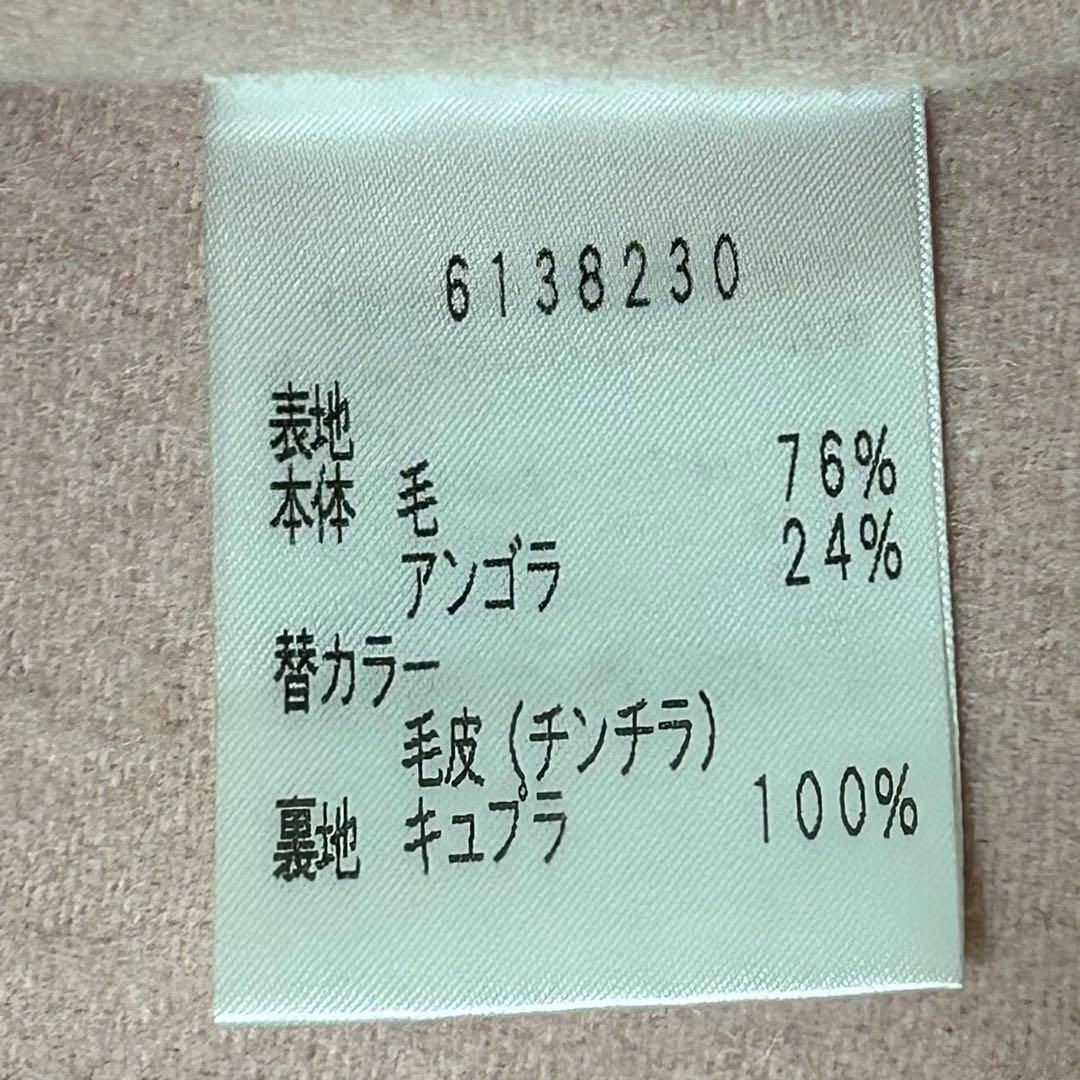 6138230
表地
本体 毛 76%
アンゴラ 24%
替カラー
毛皮(チンチラ)
裏地 キュプラ 100%